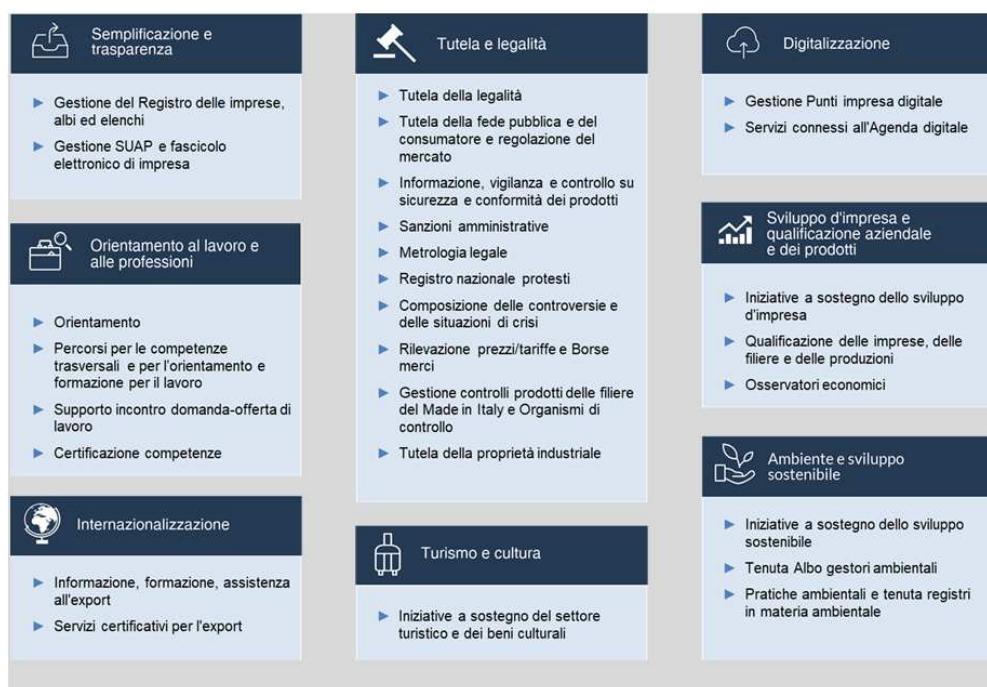 Semplificazione e
trasparenza
Gestione del Registro delle imprese,
albi ed elenchi
Gestione SUAP e fascicolo
elettronico di impresa
Orientamento al lavoro e
alle professioni
Orientamento
Percorsi per le competenze
trasversali e per l'orientamento e
formazione per il lavoro
Supporto incontro domanda-offerta di
lavoro
Certificazione competenze
Internazionalizzazione
Informazione, formazione, assistenza
all'export
Servizi certificativi per l'export
Tutela e legalità
Tutela della legalità
Tutela della fede pubblica e del
consumatore e regolazione del
mercato
Informazione, vigilanza e controllo su
sicurezza e conformità dei prodotti
Sanzioni amministrative
Metrologia legale
Registro nazionale protesti
Composizione delle controversie e
delle situazioni di crisi
Rilevazione prezzi/tariffe e Borse
merci
Gestione controlli prodotti delle filiere
del Made in Italy e Organismi di
controllo
Tutela della proprietà industriale
Turismo e cultura
Iniziative a sostegno del settore
turistico e dei beni culturali
Digitalizzazione
Gestione Punti impresa digitale
Servizi connessi all'Agenda digitale
Sviluppo d'impresa e
qualificazione aziendale
e dei prodotti
Iniziative a sostegno dello sviluppo
d'impresa
Qualificazione delle imprese, delle
filiere e delle produzioni
Osservatori economici
Ambiente e sviluppo
sostenibile
Iniziative a sostegno dello sviluppo
sostenibile
Tenuta Albo gestori ambientali
Pratiche ambientali e tenuta registri
in materia ambientale